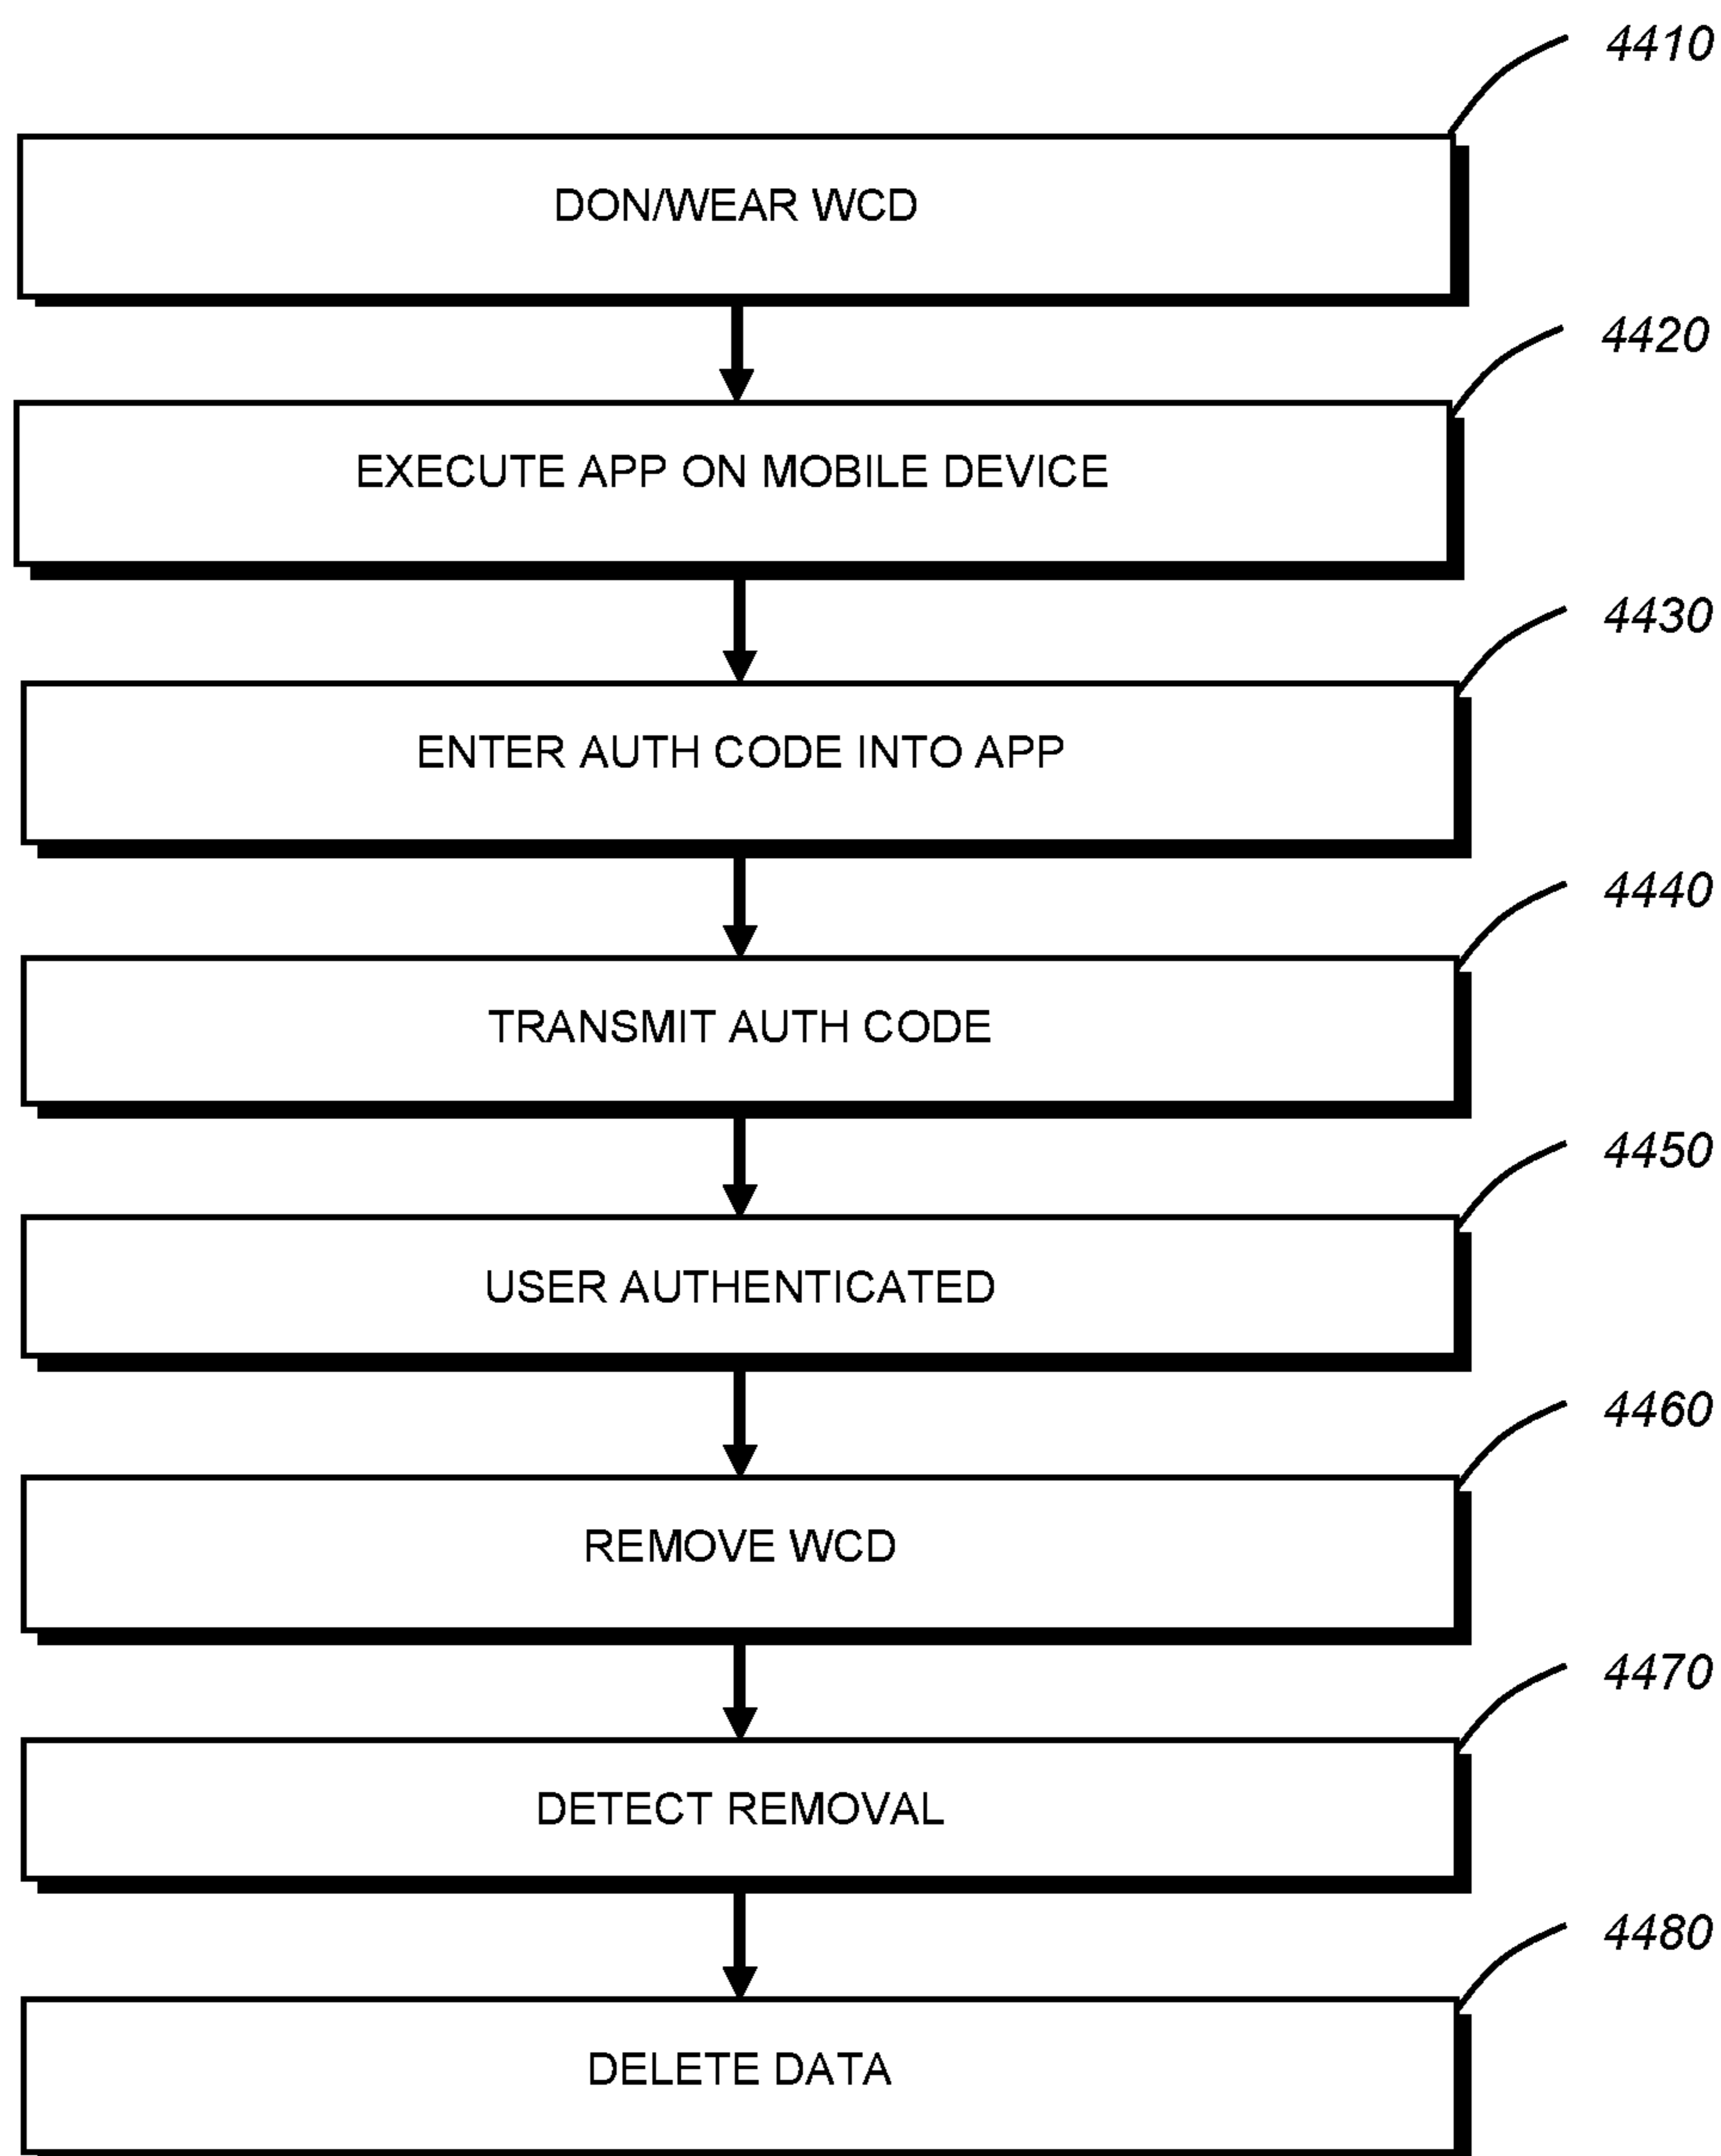 4410
DON/WEAR WCD
4420
EXECUTE APP ON MOBILE DEVICE
4430
ENTER AUTH CODE INTO APP
4440
TRANSMIT AUTH CODE
4450
USER AUTHENTICATED
4460
REMOVE WCD
4470
DETECT REMOVAL
4480
DELETE DATA